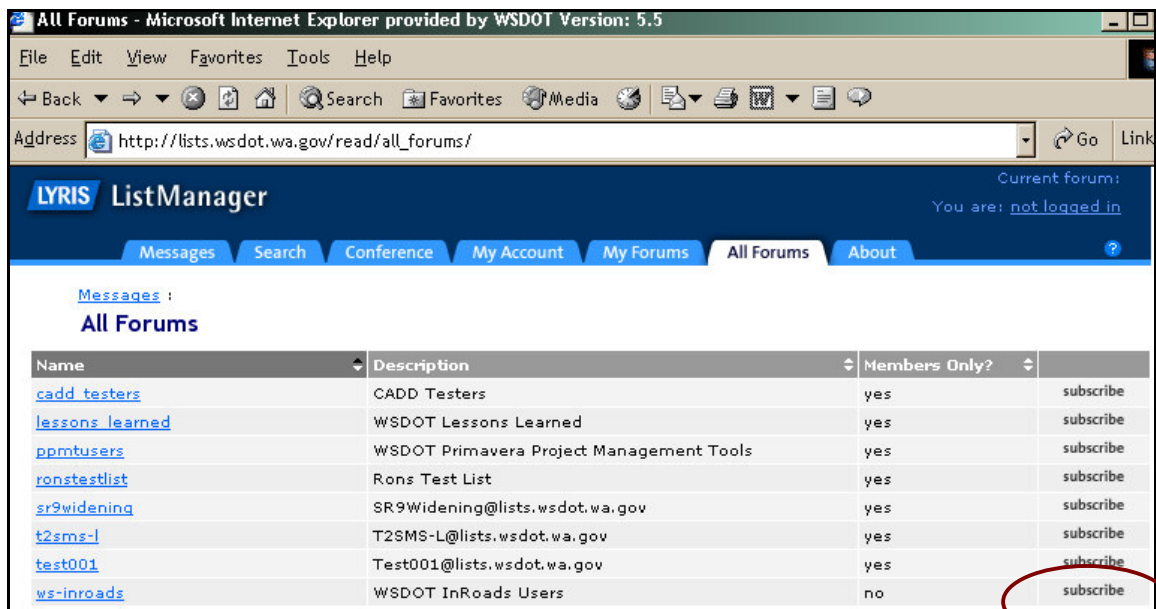 All Forums - Microsoft Internet Explorer provided by WSDOT Version: 5.5
File Edit View Favorites Tools Help
Back Search Favorites Media
Address http://lists.wsdot.wa.gov/read/all_forums/ Go Link
LYRIS ListManager
Current forum:
You are: not logged in
Messages Search Conference My Account My Forums All Forums About ?
Messages :
All Forums
Name Description Members Only?
cadd_testers CADD Testers yes subscribe
lessons_learned WSDOT Lessons Learned yes subscribe
ppmtusers WSDOT Primavera Project Management Tools yes subscribe
ronstestlist Rons Test List yes subscribe
sr9widening SR9Widening@lists.wsdot.wa.gov yes subscribe
t2sms-l T2SMS-L@lists.wsdot.wa.gov yes subscribe
test001 Test001@lists.wsdot.wa.gov yes subscribe
ws-inroads WSDOT InRoads Users no subscribe